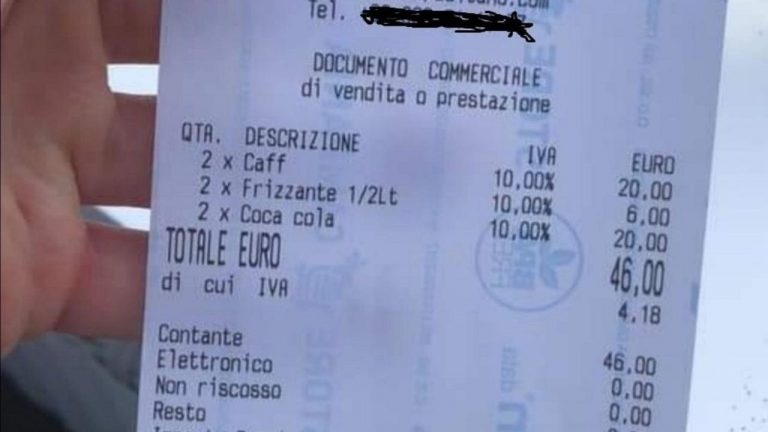 Tel.
DOCUMENTO COMMERCIALE
di vendita o prestazione
QTA. DESCRIZIONE IVA EURO
2 x Caff 10,00% 20,00
2 x Frizzante 1/2Lt 10,00% 6,00
2 x Coca cola 10,00% 20,00
TOTALE EURO 46,00
di cui IVA 4,18
Contante 46,00
Elettronico 0,00
Non riscosso 0,00
Resto